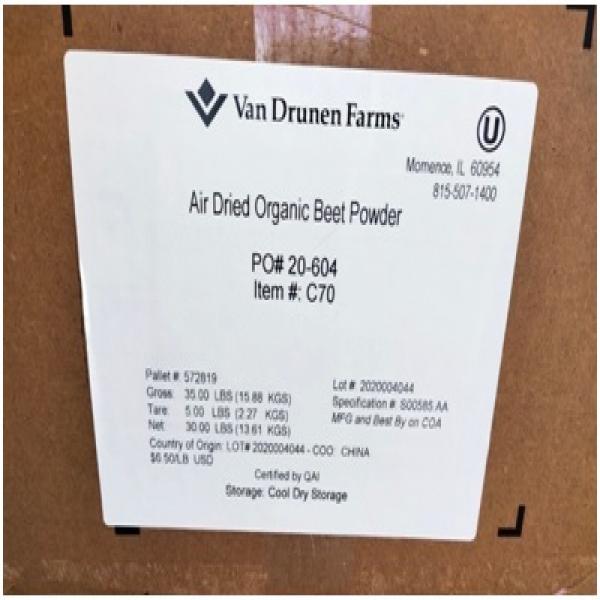 Van Drunen Farms
U
Momence, IL 60954
815-507-1400
Air Dried Organic Beet Powder
PO# 20-604
Item #: C70
Pallet #: 572819
Gross: 35.00 LBS (15.88 KGS)
Tare: 5.00 LBS (2.27 KGS)
Net: 30.00 LBS (13.61 KGS)
Lot #: 2020004044
Specification #: S00585.AA
MFG and Best By on COA
Country of Origin: LOT# 2020004044 - COO: CHINA
$6.50/LB USD
Certified by QAI
Storage: Cool Dry Storage